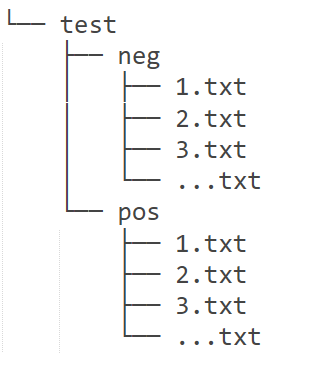 └── test
    ├── neg
    │   ├── 1.txt
    │   ├── 2.txt
    │   ├── 3.txt
    │   └── ...txt
    └── pos
        ├── 1.txt
        ├── 2.txt
        ├── 3.txt
        └── ...txt